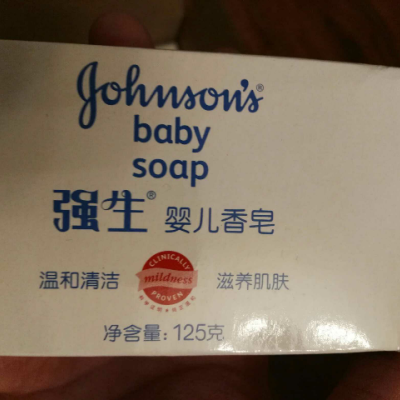 Johnson's®
baby
soap
强生® 婴儿香皂
温和清洁
CLINICALLY
mildness
PROVEN
滋养肌肤
净含量: 125克